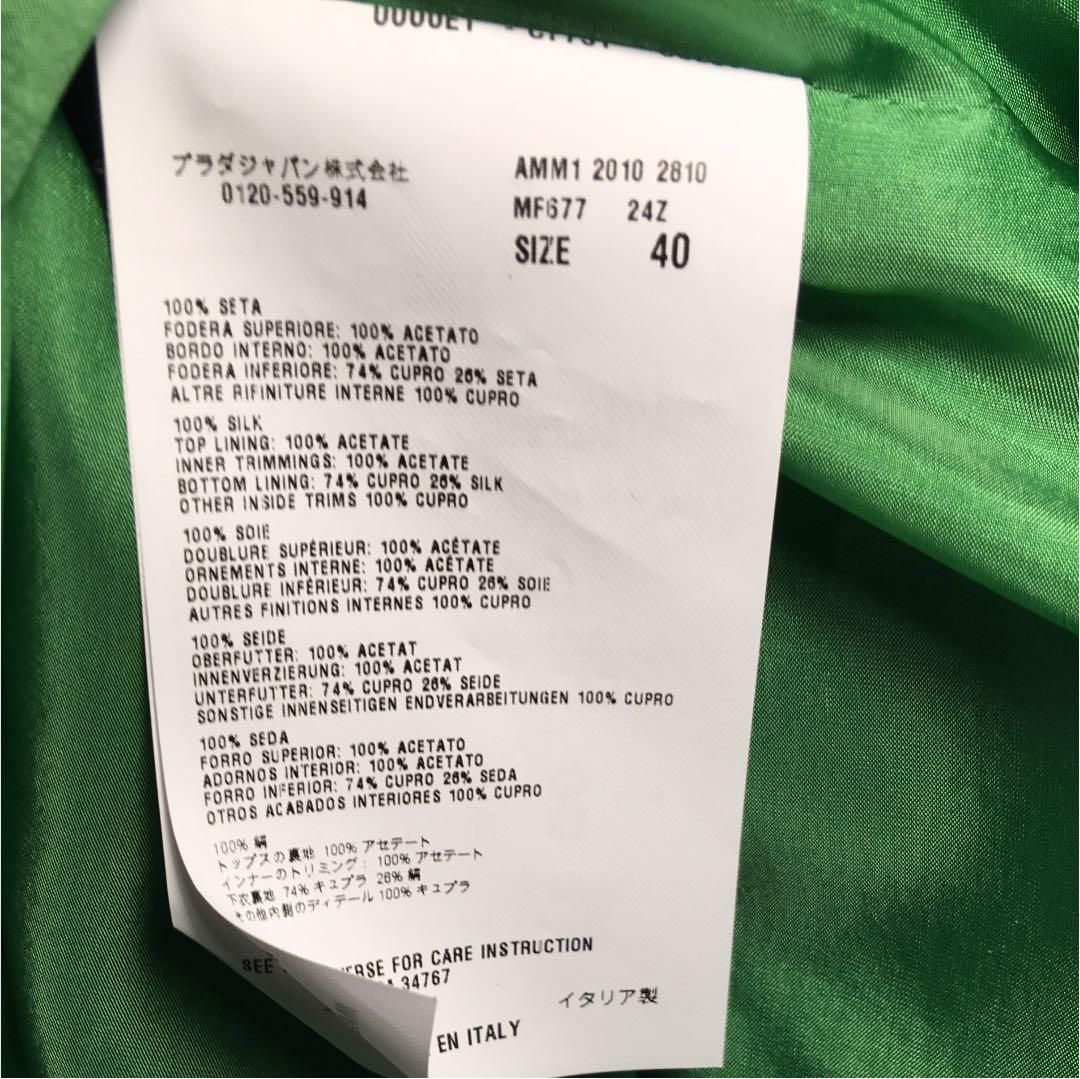 プラダジャパン株式会社
0120-559-914
AMM1 2010 2810
MF677 24Z
SIZE 40
100% SETA
FODERA SUPERIORE: 100% ACETATO
BORDO INTERNO: 100% ACETATO
FODERA INFERIORE: 74% CUPRO 26% SETA
ALTRE RIFINITURE INTERNE 100% CUPRO
100% SILK
TOP LINING: 100% ACETATE
INNER TRIMMINGS: 100% ACETATE
BOTTOM LINING: 74% CUPRO 26% SILK
OTHER INSIDE TRIMS 100% CUPRO
100% SOIE
DOUBLURE SUPÉRIEUR: 100% ACÉTATE
ORNEMENTS INTERNE: 100% ACÉTATE
DOUBLURE INFÉRIEUR: 74% CUPRO 26% SOIE
AUTRES FINITIONS INTERNES 100% CUPRO
100% SEIDE
OBERFUTTER: 100% ACETAT
INNENVERZIERUNG: 100% ACETAT
UNTERFUTTER: 74% CUPRO 26% SEIDE
SONSTIGE INNENSEITIGEN ENDVERARBEITUNGEN 100% CUPRO
100% SEDA
FORRO SUPERIOR: 100% ACETATO
ADORNOS INTERIOR: 100% ACETATO
FORRO INFERIOR: 74% CUPRO 26% SEDA
OTROS ACABADOS INTERIORES 100% CUPRO
100% 絹
トップスの裏地 100% アセテート
インナーのトリミング: 100% アセテート
下衣裏地 74% キュプラ 26% 絹
その他内側のディテール 100% キュプラ
SEE FOR CARE INSTRUCTION
34767
イタリア製
EN ITALY